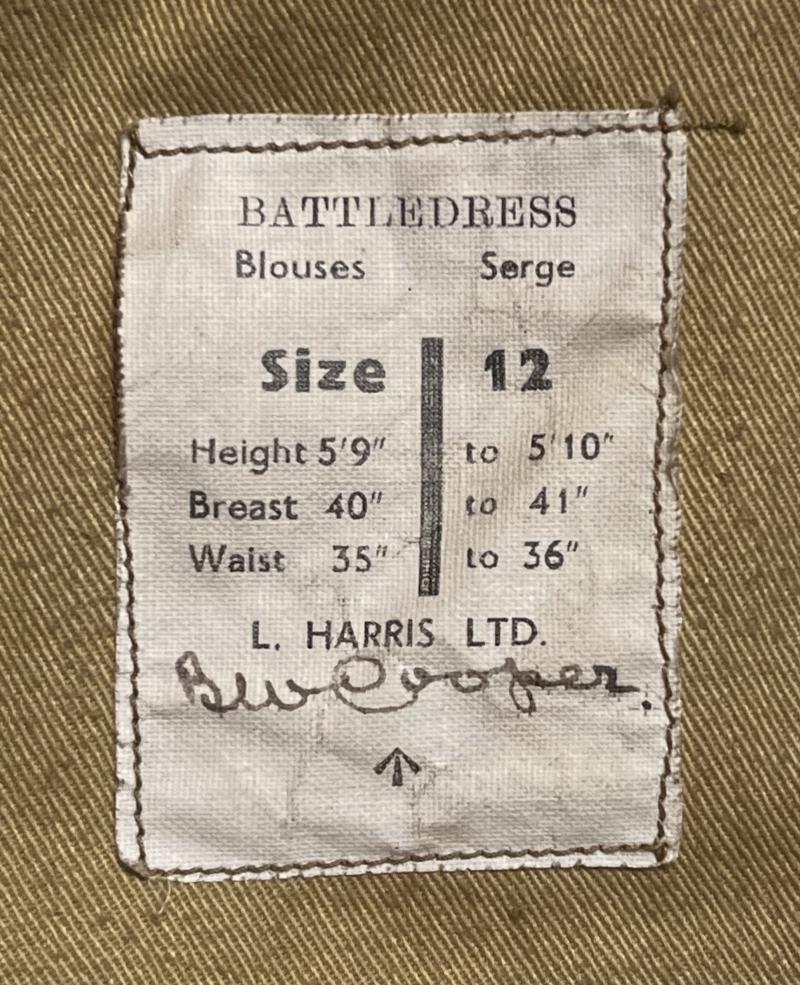 BATTLEDRESS
Blouses Serge
Size 12
Height 5'9" to 5'10"
Breast 40" to 41"
Waist 35" to 36"
L. HARRIS LTD.
BW Cooper.